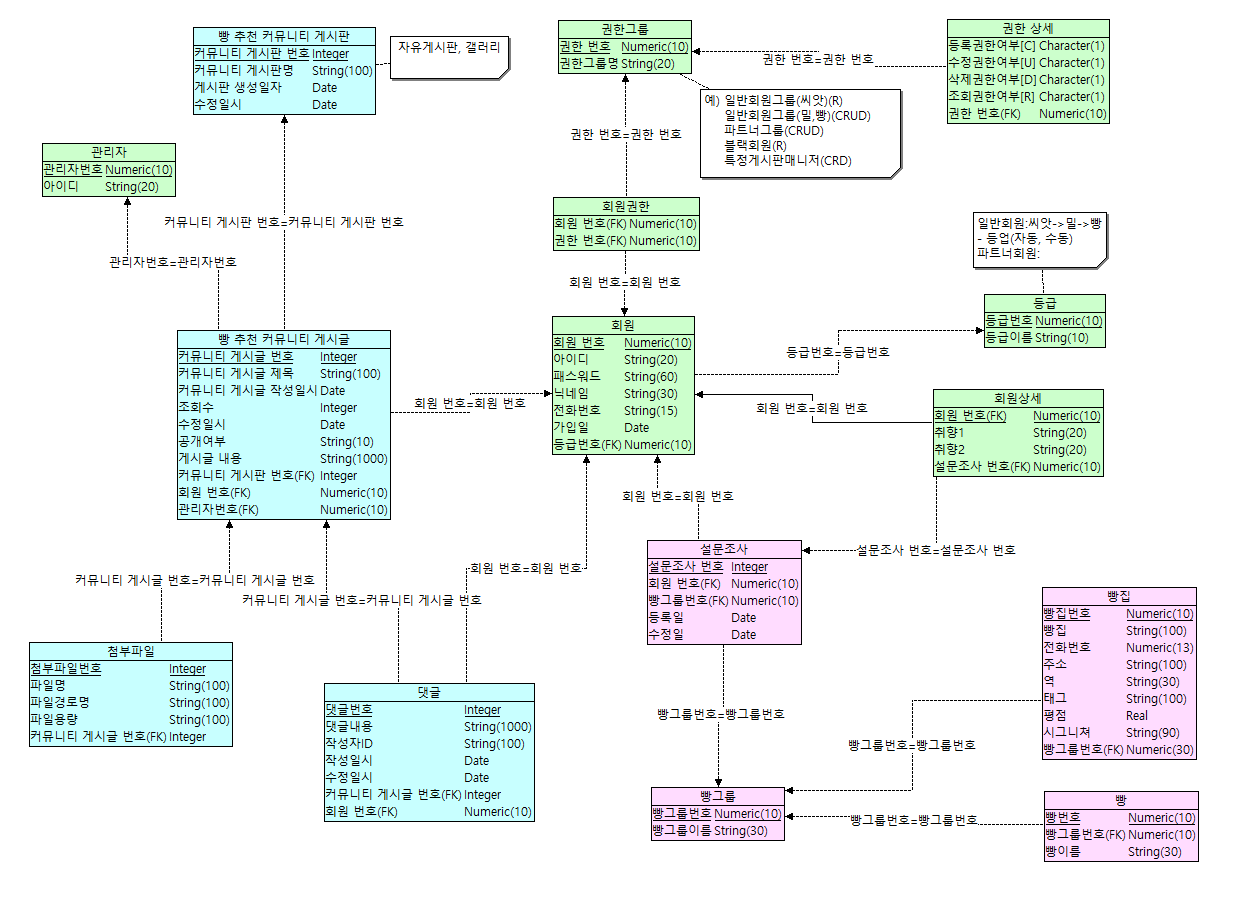 빵 추천 커뮤니티 게시판
커뮤니티 게시판 번호 Integer
커뮤니티 게시판명 String(100)
게시판 생성일자 Date
수정일시 Date
자유게시판, 갤러리
권한그룹
권한 번호 Numeric(10)
권한그룹명 String(20)
권한 번호=권한 번호
권한 상세
등록권한여부[C] Character(1)
수정권한여부[U] Character(1)
삭제권한여부[D] Character(1)
조회권한여부[R] Character(1)
권한 번호(FK) Numeric(10)
예) 일반회원그룹(씨앗)(R)
일반회원그룹(밀,빵)(CRUD)
파트너그룹(CRUD)
블랙회원(R)
특정게시판매니저(CRD)
권한 번호=권한 번호
관리자
관리자번호 Numeric(10)
아이디 String(20)
커뮤니티 게시판 번호=커뮤니티 게시판 번호
관리자번호=관리자번호
회원권한
회원 번호(FK) Numeric(10)
권한 번호(FK) Numeric(10)
회원 번호=회원 번호
일반회원:씨앗->밀->빵
- 등업(자동, 수동)
파트너회원:
등급
등급번호 Numeric(10)
등급이름 String(10)
등급번호=등급번호
빵 추천 커뮤니티 게시글
커뮤니티 게시글 번호 Integer
커뮤니티 게시글 제목 String(100)
커뮤니티 게시글 작성일시 Date
조회수 Integer
수정일시 Date
공개여부 String(10)
게시글 내용 String(1000)
커뮤니티 게시판 번호(FK) Integer
회원 번호(FK) Numeric(10)
관리자번호(FK) Numeric(10)
회원 번호=회원 번호
회원
회원 번호 Numeric(10)
아이디 String(20)
패스워드 String(60)
닉네임 String(30)
전화번호 String(15)
가입일 Date
등급번호(FK) Numeric(10)
회원 번호=회원 번호
회원상세
회원 번호(FK) Numeric(10)
취향1 String(20)
취향2 String(20)
설문조사 번호(FK) Numeric(10)
회원 번호=회원 번호
설문조사 번호=설문조사 번호
설문조사
설문조사 번호 Integer
회원 번호(FK) Numeric(10)
빵그룹번호(FK) Numeric(10)
등록일 Date
수정일 Date
회원 번호=회원 번호
커뮤니티 게시글 번호=커뮤니티 게시글 번호
커뮤니티 게시글 번호=커뮤니티 게시글 번호
첨부파일
첨부파일번호 Integer
파일명 String(100)
파일경로명 String(100)
파일용량 String(100)
커뮤니티 게시글 번호(FK) Integer
댓글
댓글번호 Integer
댓글내용 String(1000)
작성자ID String(100)
작성일시 Date
수정일시 Date
커뮤니티 게시글 번호(FK) Integer
회원 번호(FK) Numeric(10)
빵집
빵집번호 Numeric(10)
빵집 String(100)
전화번호 Numeric(13)
주소 String(100)
역 String(30)
태그 String(100)
평점 Real
시그니쳐 String(90)
빵그룹번호(FK) Numeric(30)
빵그룹번호=빵그룹번호
빵그룹번호=빵그룹번호
빵그룹
빵그룹번호 Numeric(10)
빵그룹이름 String(30)
빵그룹번호=빵그룹번호
빵
빵번호 Numeric(10)
빵그룹번호(FK) Numeric(10)
빵이름 String(30)